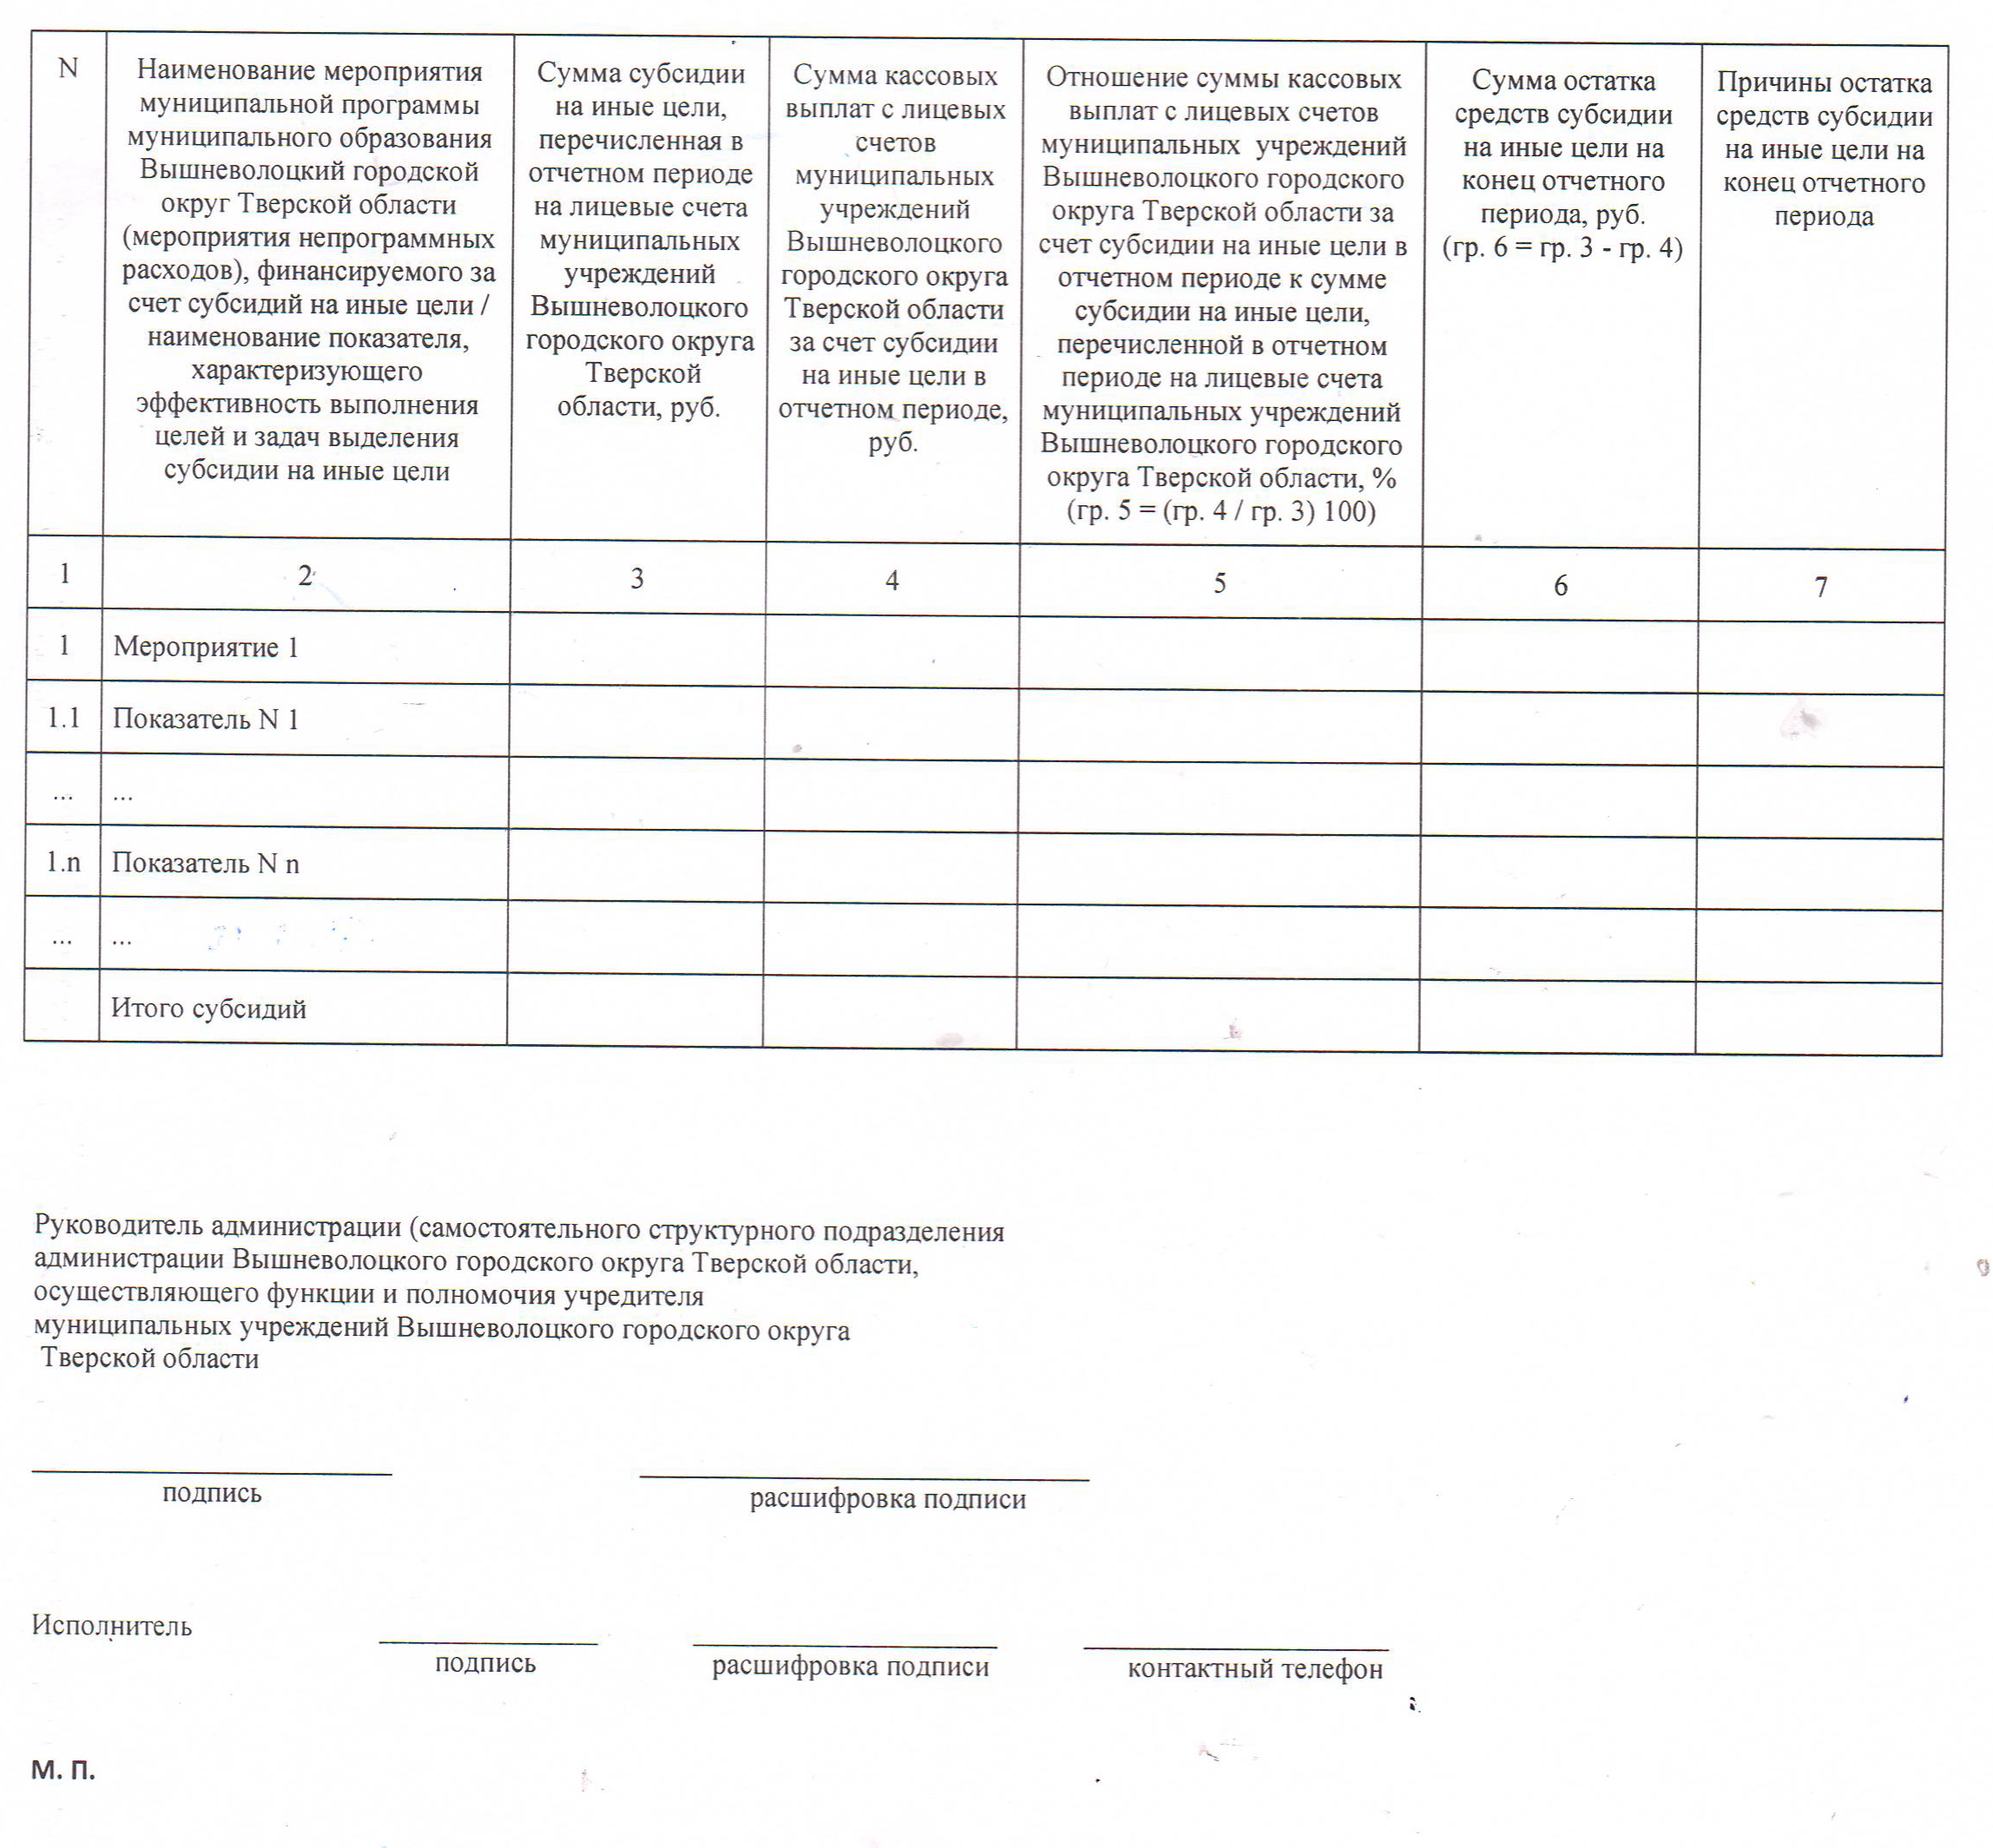 N
Наименование мероприятия
муниципальной программы
муниципального образования
Вышневолоцкий городской
округ Тверской области
(мероприятия непрограммных
расходов), финансируемого за
счет субсидий на иные цели /
наименование показателя,
характеризующего
эффективность выполнения
целей и задач выделения
субсидии на иные цели
Сумма субсидии
на иные цели,
перечисленная в
отчетном периоде
на лицевые счета
муниципальных
учреждений
Вышневолоцкого
городского округа
Тверской
области, руб.
Сумма кассовых
выплат с лицевых
счетов
муниципальных
учреждений
Вышневолоцкого
городского округа
Тверской области
за счет субсидии
на иные цели в
отчетном периоде,
руб.
Отношение суммы кассовых
выплат с лицевых счетов
муниципальных учреждений
Вышневолоцкого городского
округа Тверской области за
счет субсидии на иные цели в
отчетном периоде к сумме
субсидии на иные цели,
перечисленной в отчетном
периоде на лицевые счета
муниципальных учреждений
Вышневолоцкого городского
округа Тверской области, %
(гр. 5 = (гр. 4 / гр. 3) 100)
Сумма остатка
средств субсидии
на иные цели на
конец отчетного
периода, руб.
(гр. 6 = гр. 3 - гр. 4)
Причины остатка
средств субсидии
на иные цели на
конец отчетного
периода
1 2 3 4 5 6 7
1 Мероприятие 1
1.1 Показатель N 1
... ...
1.n Показатель N n
... ...
Итого субсидий
Руководитель администрации (самостоятельного структурного подразделения
администрации Вышневолоцкого городского округа Тверской области,
осуществляющего функции и полномочия учредителя
муниципальных учреждений Вышневолоцкого городского округа
Тверской области
подпись расшифровка подписи
Исполнитель
подпись расшифровка подписи контактный телефон
М. П.